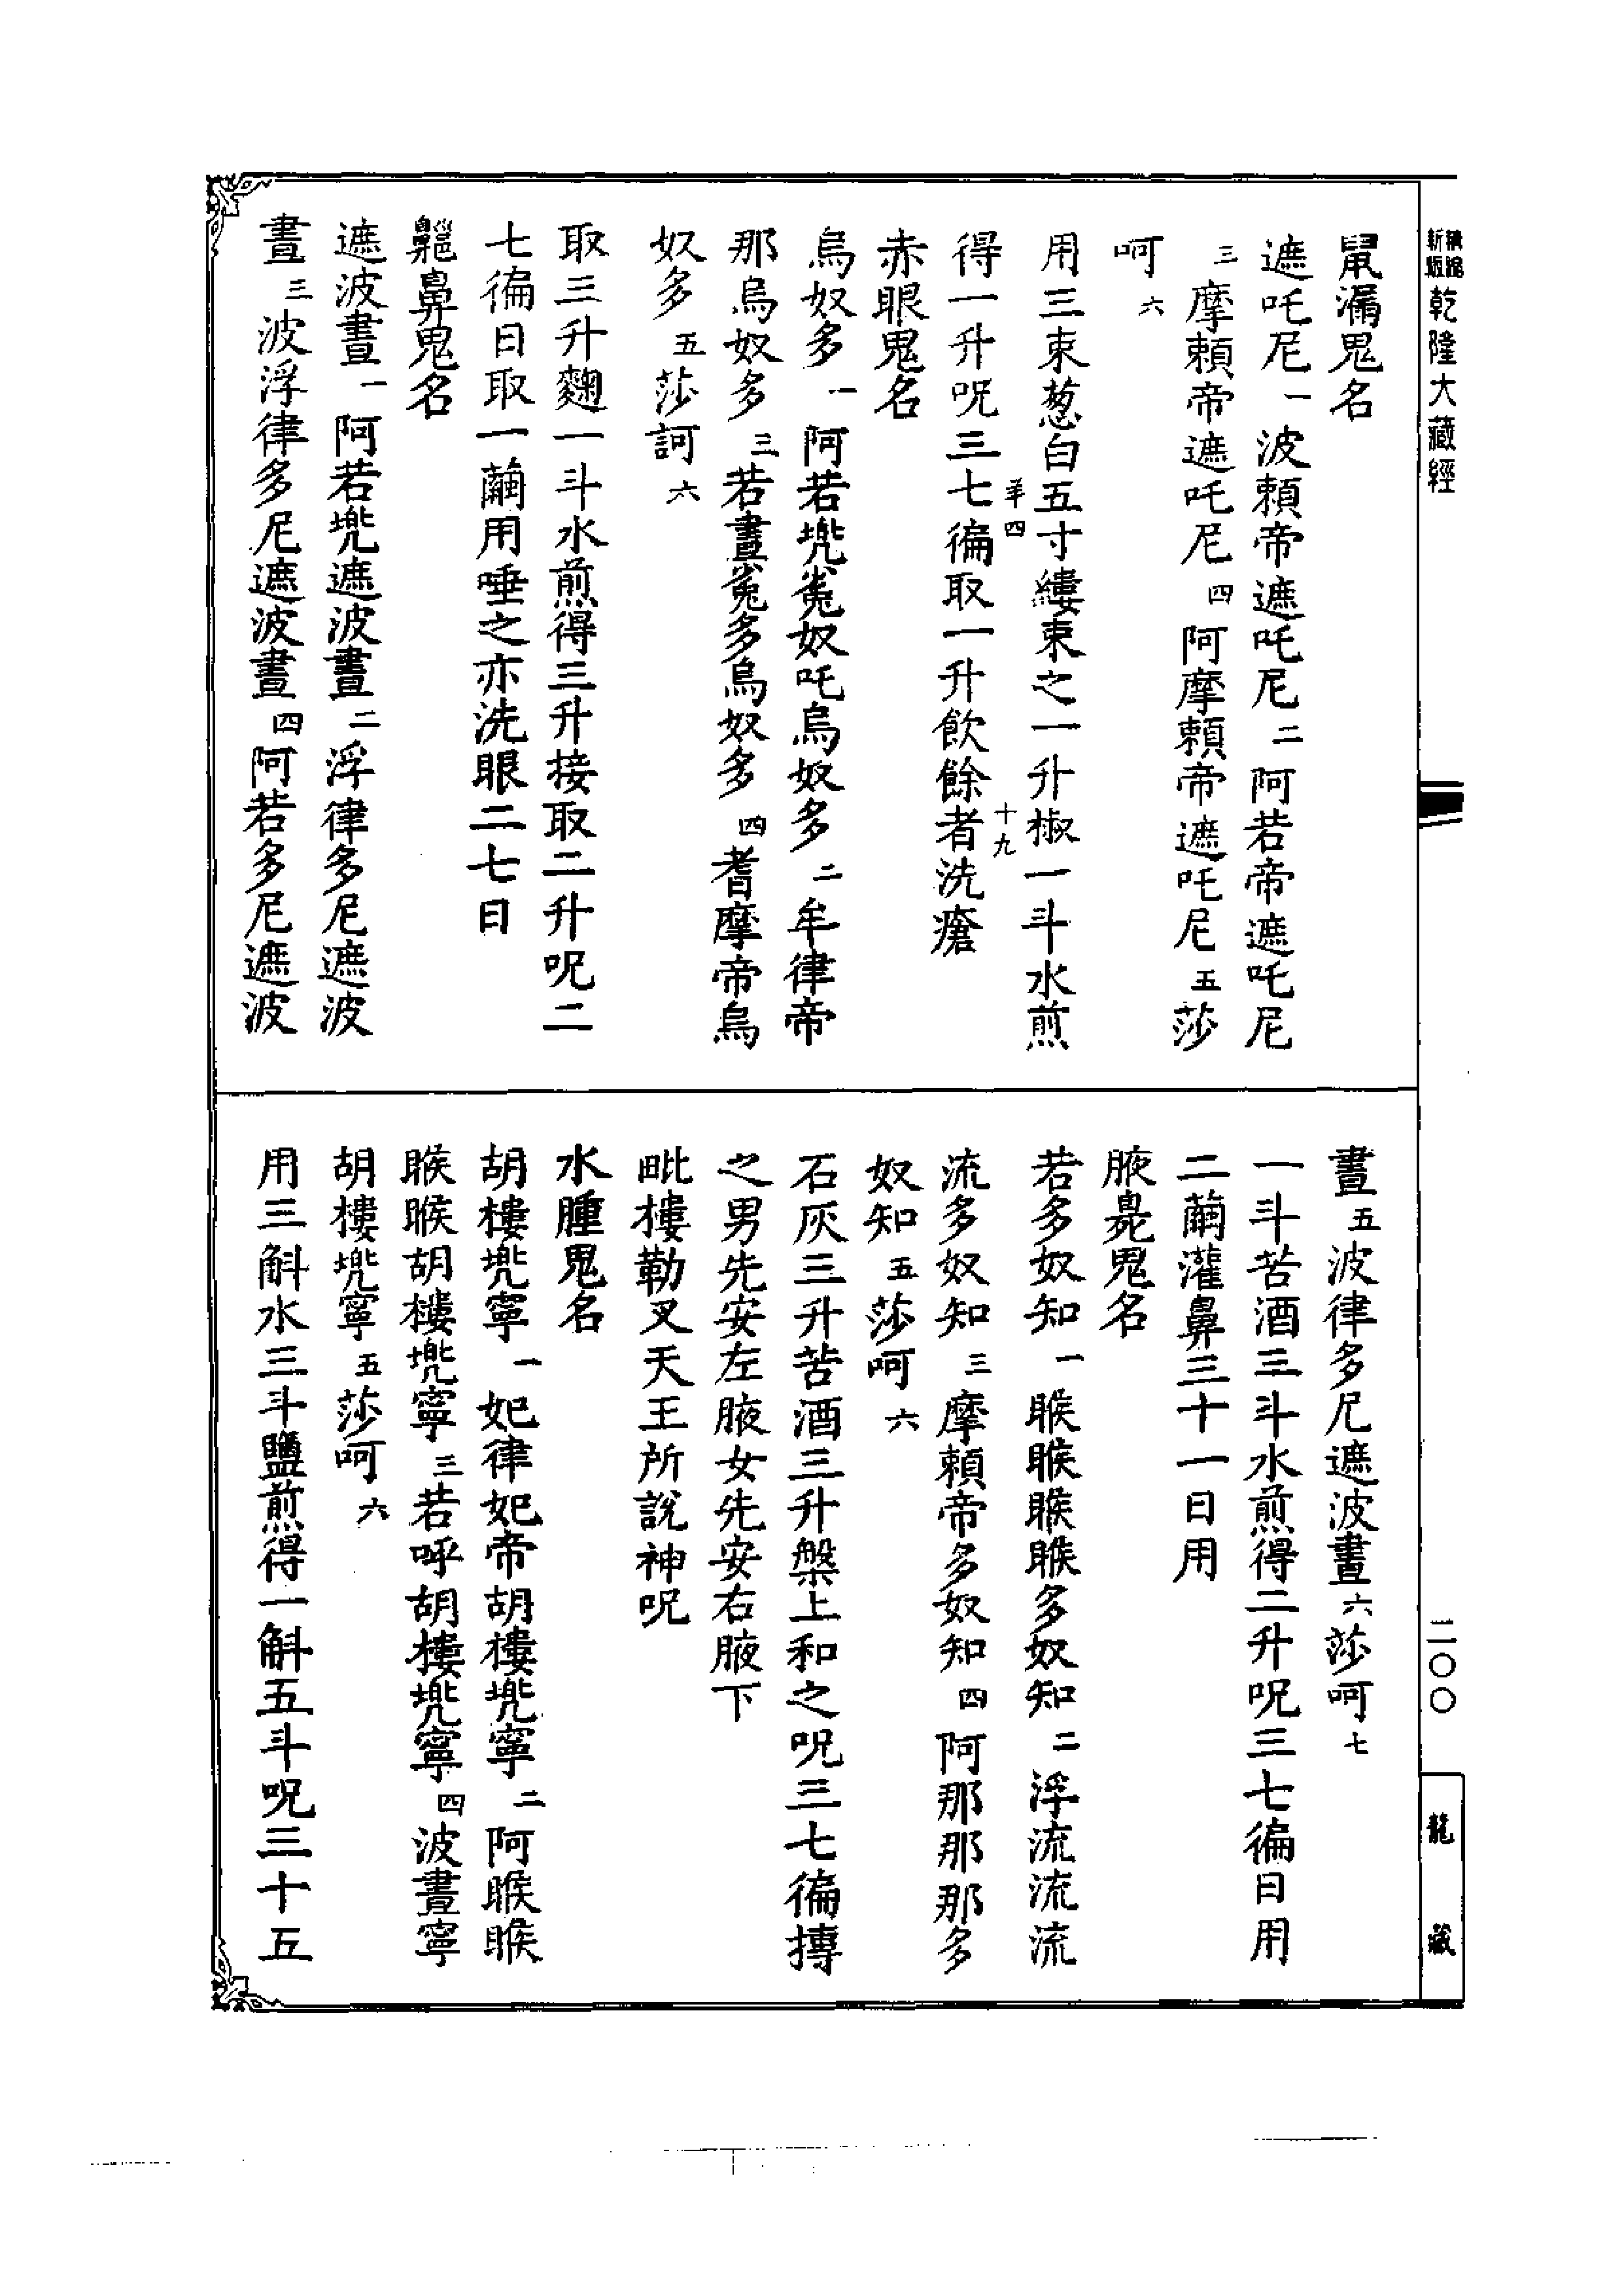 鼠漏鬼名
遮吒尼一波賴帝遮吒尼二阿若帝遮吒尼
三摩賴帝遮吒尼四阿摩賴帝遮吒尼五莎
呵六
用三束葱白五寸縷束之一升椒一斗水煎
得一升呪三七徧取一升飲餘者洗瘡
赤眼鬼名
烏奴多一阿若兠㝹奴吒烏奴多二牟律帝
那烏奴多三若晝㝹多烏奴多四耆摩帝烏
奴多五莎訶六
取三升麴一斗水煎得三升接取二升呪二
七徧日取一繭用唾之亦洗眼二七日
齆鼻鬼名
遮波晝一阿若兠遮波晝二浮律多尼遮波
晝三波浮律多尼遮波晝四阿若多尼遮波
晝五波律多尼遮波晝六莎呵七
一斗苦酒三斗水煎得二升呪三七徧日用
二繭灌鼻三十一日用
腋臭鬼名
若多奴知一睺睺睺睺多奴知二浮流流流
流多奴知三摩賴帝多奴知四阿那那那多
奴知五莎呵六
石灰三升苦酒三升槃上和之呪三七徧摶
之男先安左腋女先安右腋下
毗樓勒叉天王所說神呪
水腫鬼名
胡樓兠寧一妃律妃帝胡樓兠寧二阿睺睺
睺睺胡樓兠寧三若呼胡樓兠寧四波晝寧
胡樓兠寧五莎呵六
用三斛水三斗鹽煎得一斛五斗呪三十五
羊四
十九
新版
乾隆大藏經
二〇〇
龍藏